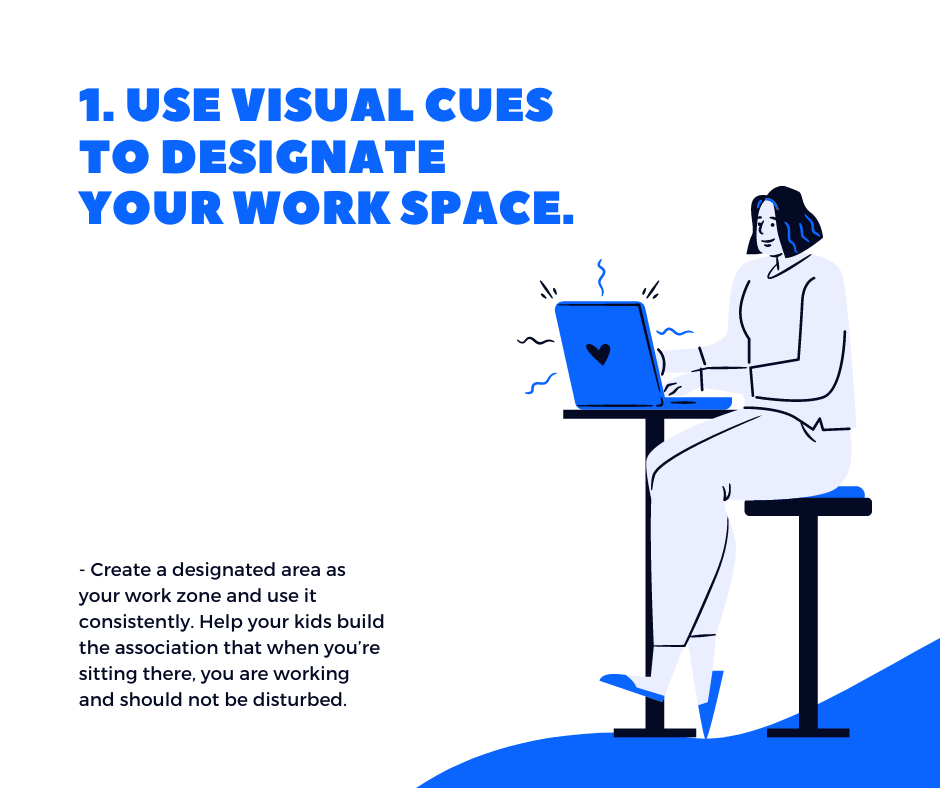 1. USE VISUAL CUES
TO DESIGNATE
YOUR WORK SPACE.
- Create a designated area as
your work zone and use it
consistently. Help your kids build
the association that when you’re
sitting there, you are working
and should not be disturbed.